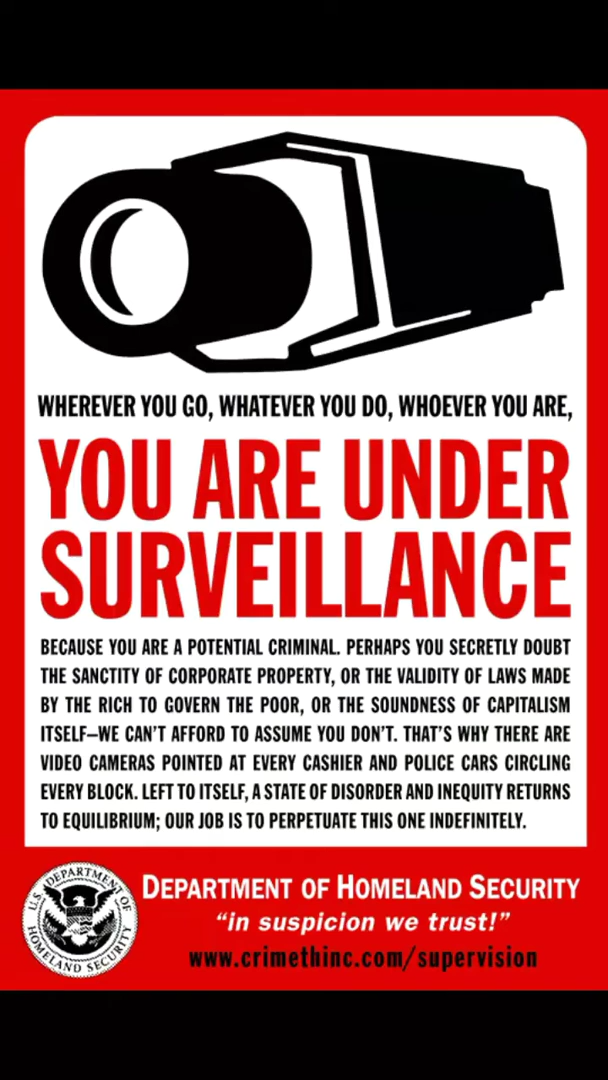 WHEREVER YOU GO, WHATEVER YOU DO, WHOEVER YOU ARE,
YOU ARE UNDER
SURVEILLANCE
BECAUSE YOU ARE A POTENTIAL CRIMINAL. PERHAPS YOU SECRETLY DOUBT
THE SANCTITY OF CORPORATE PROPERTY, OR THE VALIDITY OF LAWS MADE
BY THE RICH TO GOVERN THE POOR, OR THE SOUNDNESS OF CAPITALISM
ITSELF—WE CAN'T AFFORD TO ASSUME YOU DON'T. THAT'S WHY THERE ARE
VIDEO CAMERAS POINTED AT EVERY CASHIER AND POLICE CARS CIRCLING
EVERY BLOCK. LEFT TO ITSELF, A STATE OF DISORDER AND INEQUITY RETURNS
TO EQUILIBRIUM; OUR JOB IS TO PERPETUATE THIS ONE INDEFINITELY.
U.S. DEPARTMENT OF HOMELAND SECURITY
DEPARTMENT OF HOMELAND SECURITY
"in suspicion we trust!"
www.crimethinc.com/supervision